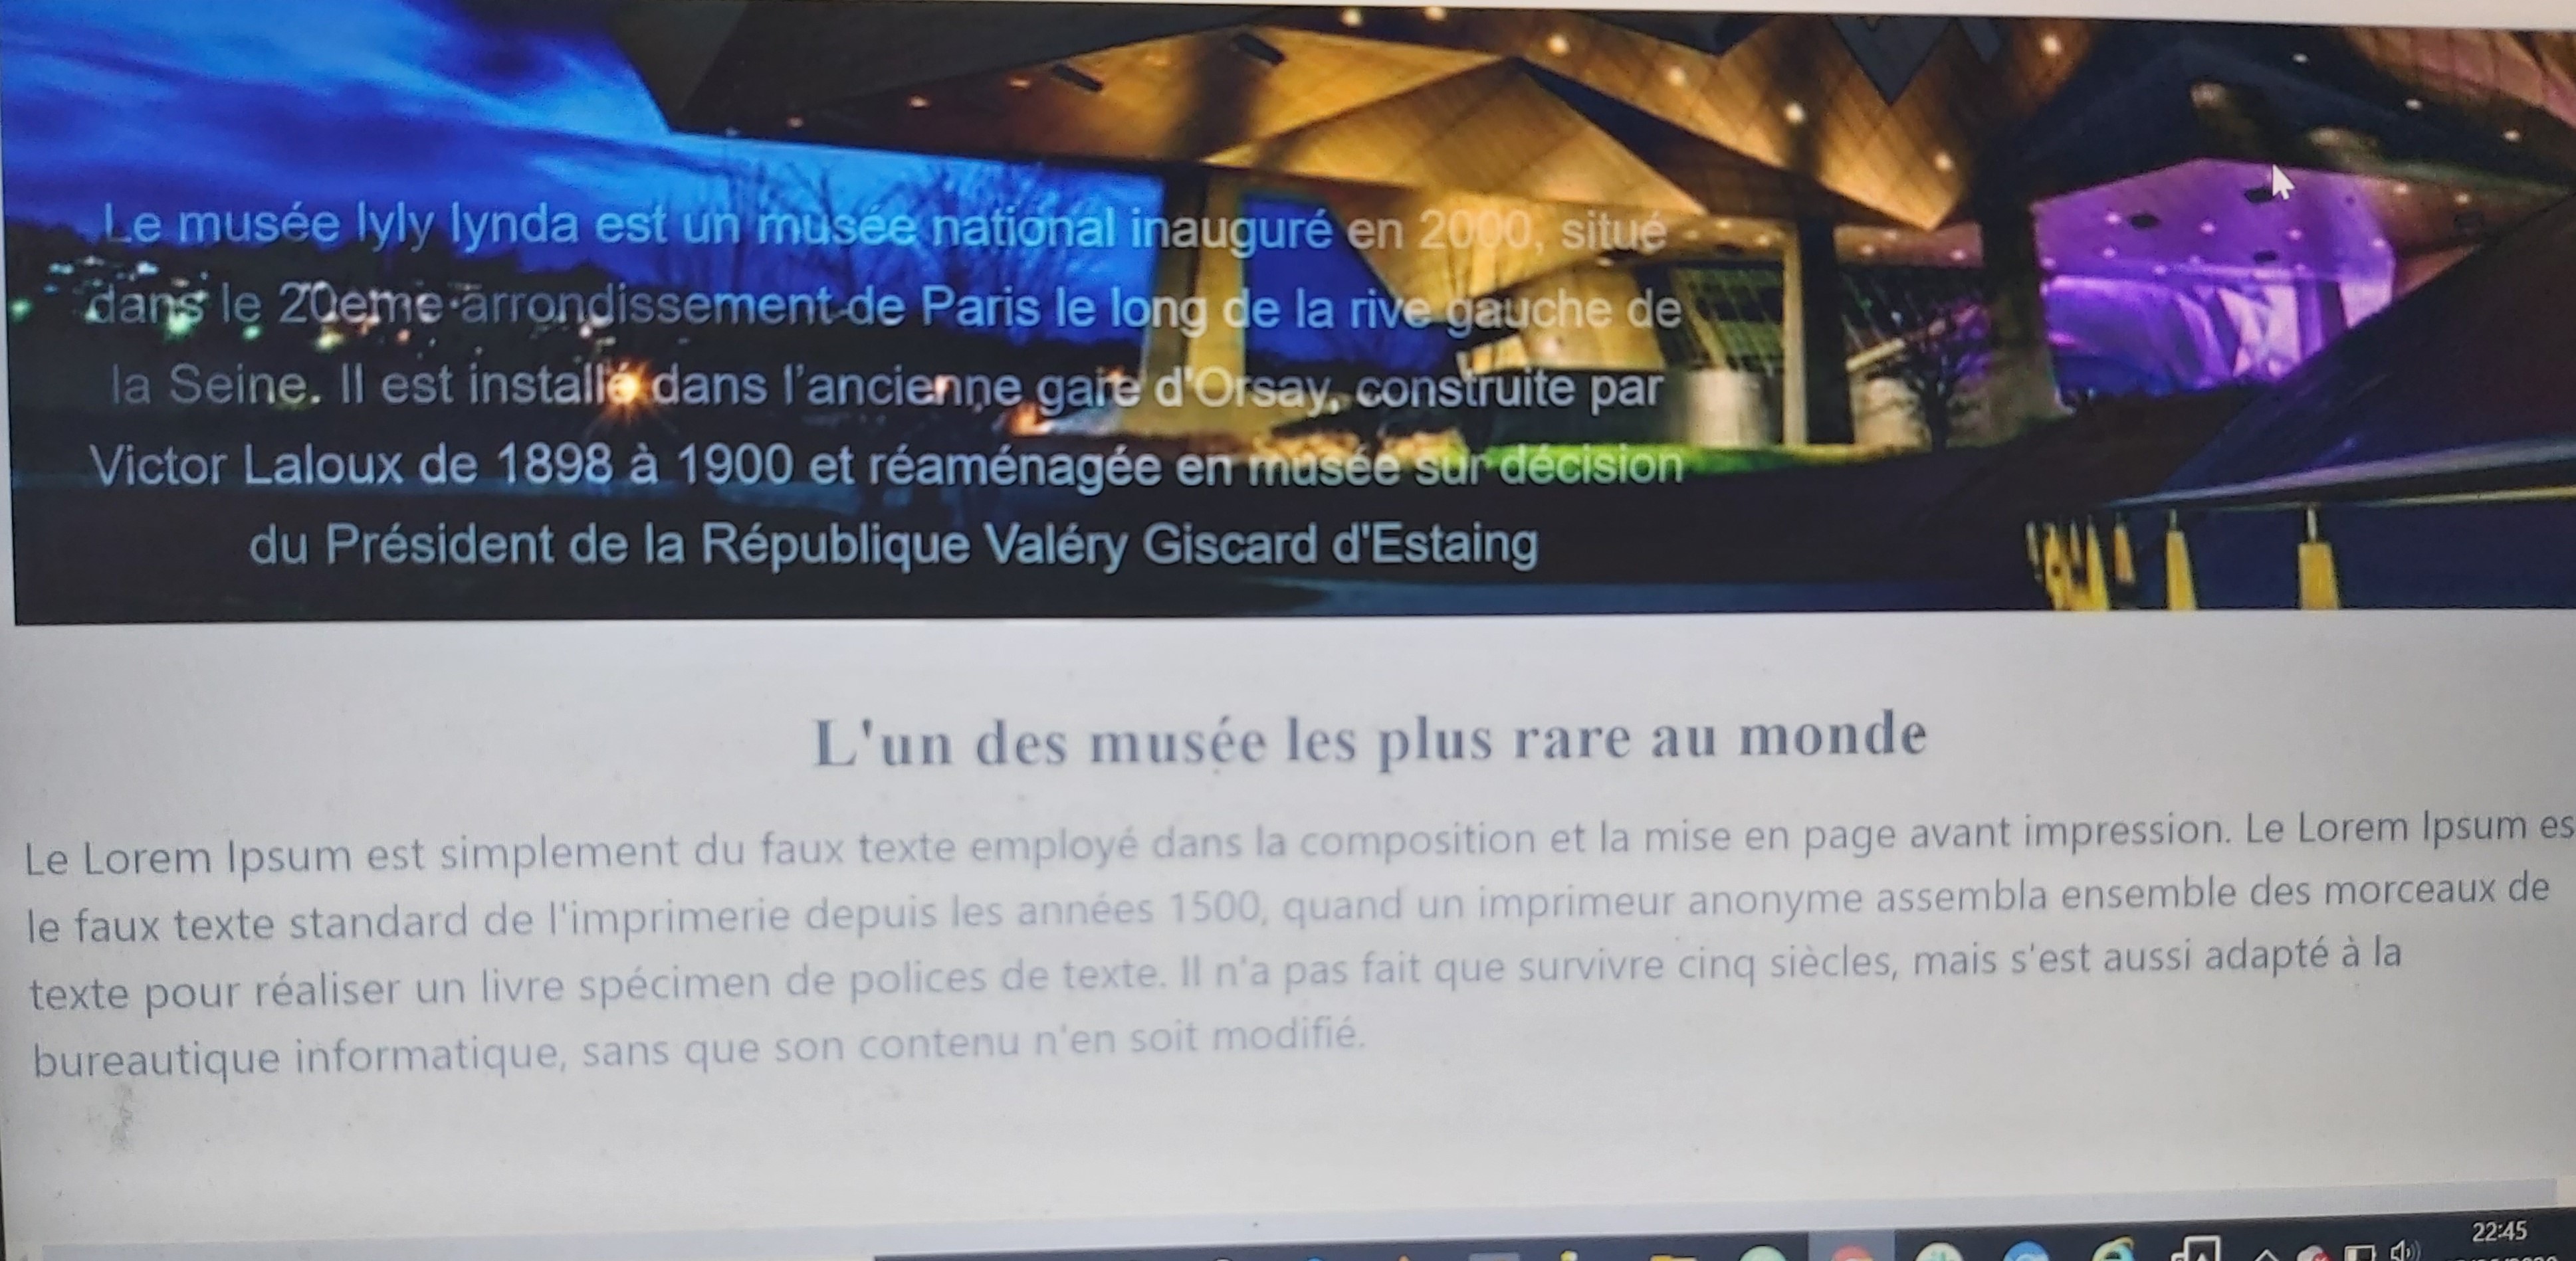 Le musée lyly lynda est un musée national inauguré en 2000, situé
dans le 20eme arrondissement de Paris le long de la rive gauche de
la Seine. Il est installé dans l'ancienne gare d'Orsay, construite par
Victor Laloux de 1898 à 1900 et réaménagée en musée sur décision
du Président de la République Valéry Giscard d'Estaing
L'un des musée les plus rare au monde
Le Lorem Ipsum est simplement du faux texte employé dans la composition et la mise en page avant impression. Le Lorem Ipsum es
le faux texte standard de l'imprimerie depuis les années 1500, quand un imprimeur anonyme assembla ensemble des morceaux de
texte pour réaliser un livre spécimen de polices de texte. Il n'a pas fait que survivre cinq siècles, mais s'est aussi adapté à la
bureautique informatique, sans que son contenu n'en soit modifié.
22:45